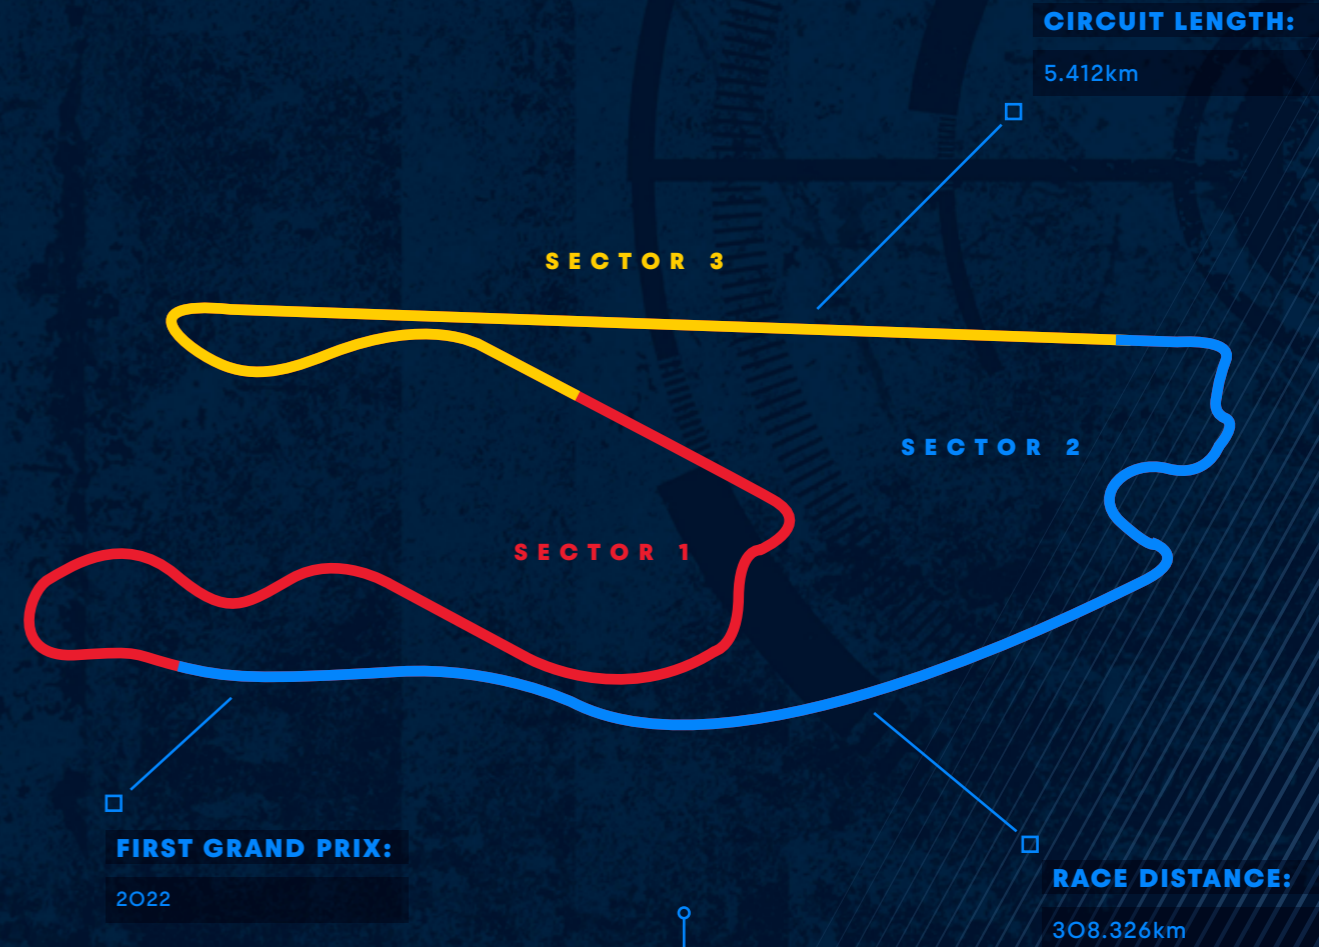 CIRCUIT LENGTH:
5.412km
SECTOR 3
SECTOR 2
SECTOR 1
FIRST GRAND PRIX:
2022
RACE DISTANCE:
308.326km